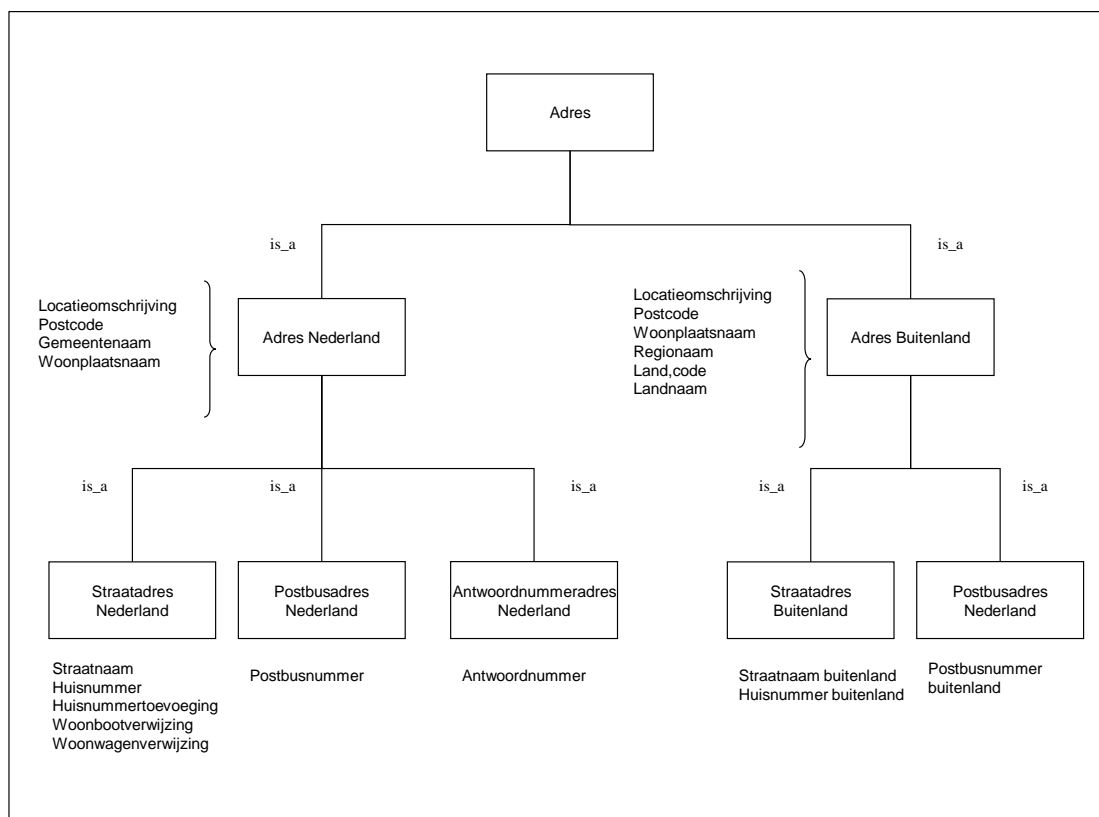 Adres
is_a
is_a
Locatieomschrijving
Postcode
Gemeentenaam
Woonplaatsnaam
Adres Nederland
Locatieomschrijving
Postcode
Woonplaatsnaam
Regionaam
Land,code
Landnaam
Adres Buitenland
is_a
is_a
is_a
is_a
is_a
Straatadres
Nederland
Postbusadres
Nederland
Antwoordnummeradres
Nederland
Straatadres
Buitenland
Postbusadres
Nederland
Straatnaam
Huisnummer
Huisnummertoevoeging
Woonbootverwijzing
Woonwagenverwijzing
Postbusnummer
Antwoordnummer
Straatnaam buitenland
Huisnummer buitenland
Postbusnummer
buitenland